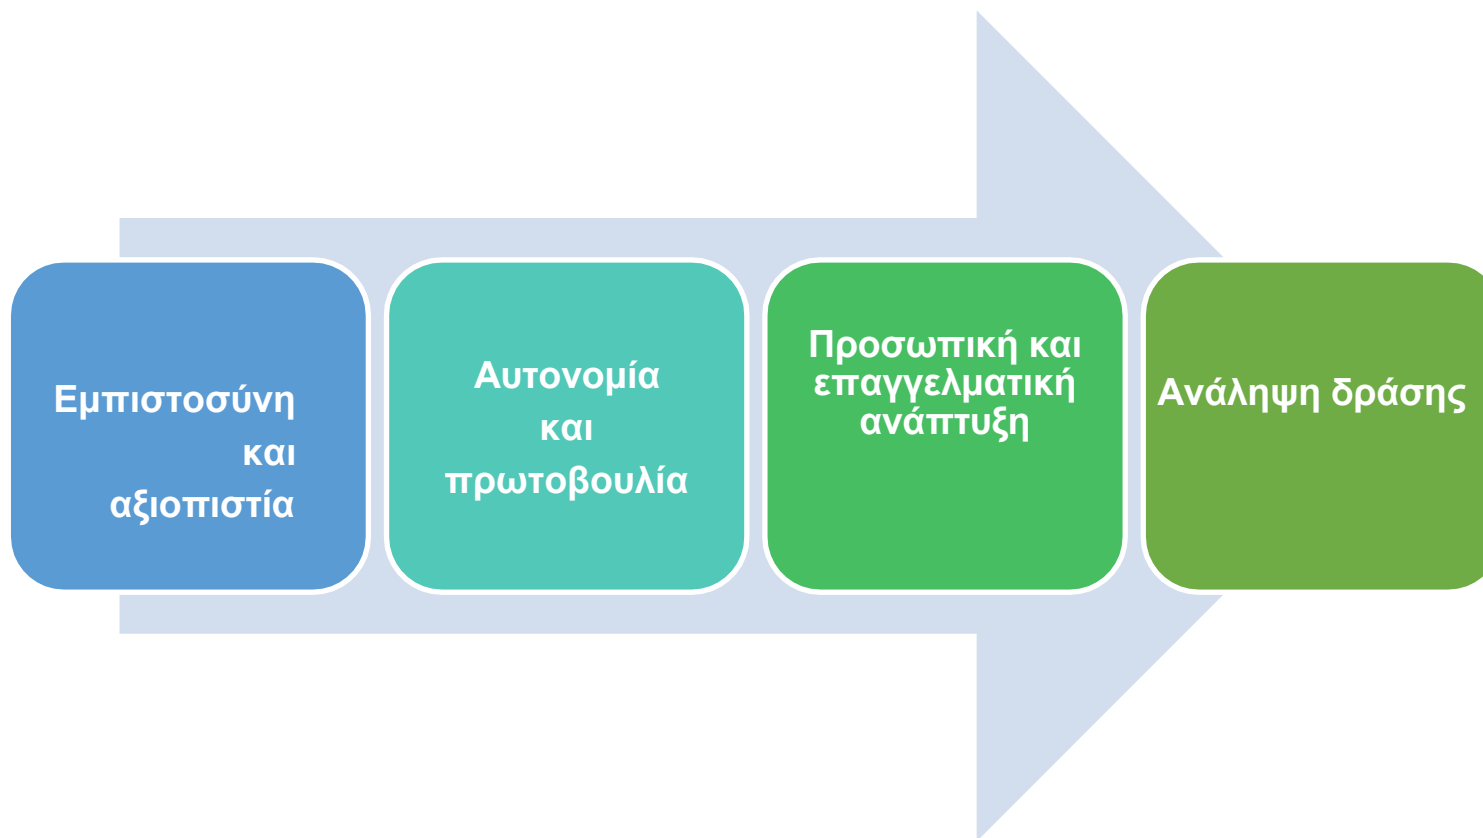 Εμπιστοσύνη
και
αξιοπιστία
Αυτονομία
και
πρωτοβουλία
Προσωπική και
επαγγελματική
ανάπτυξη
Ανάληψη δράσης